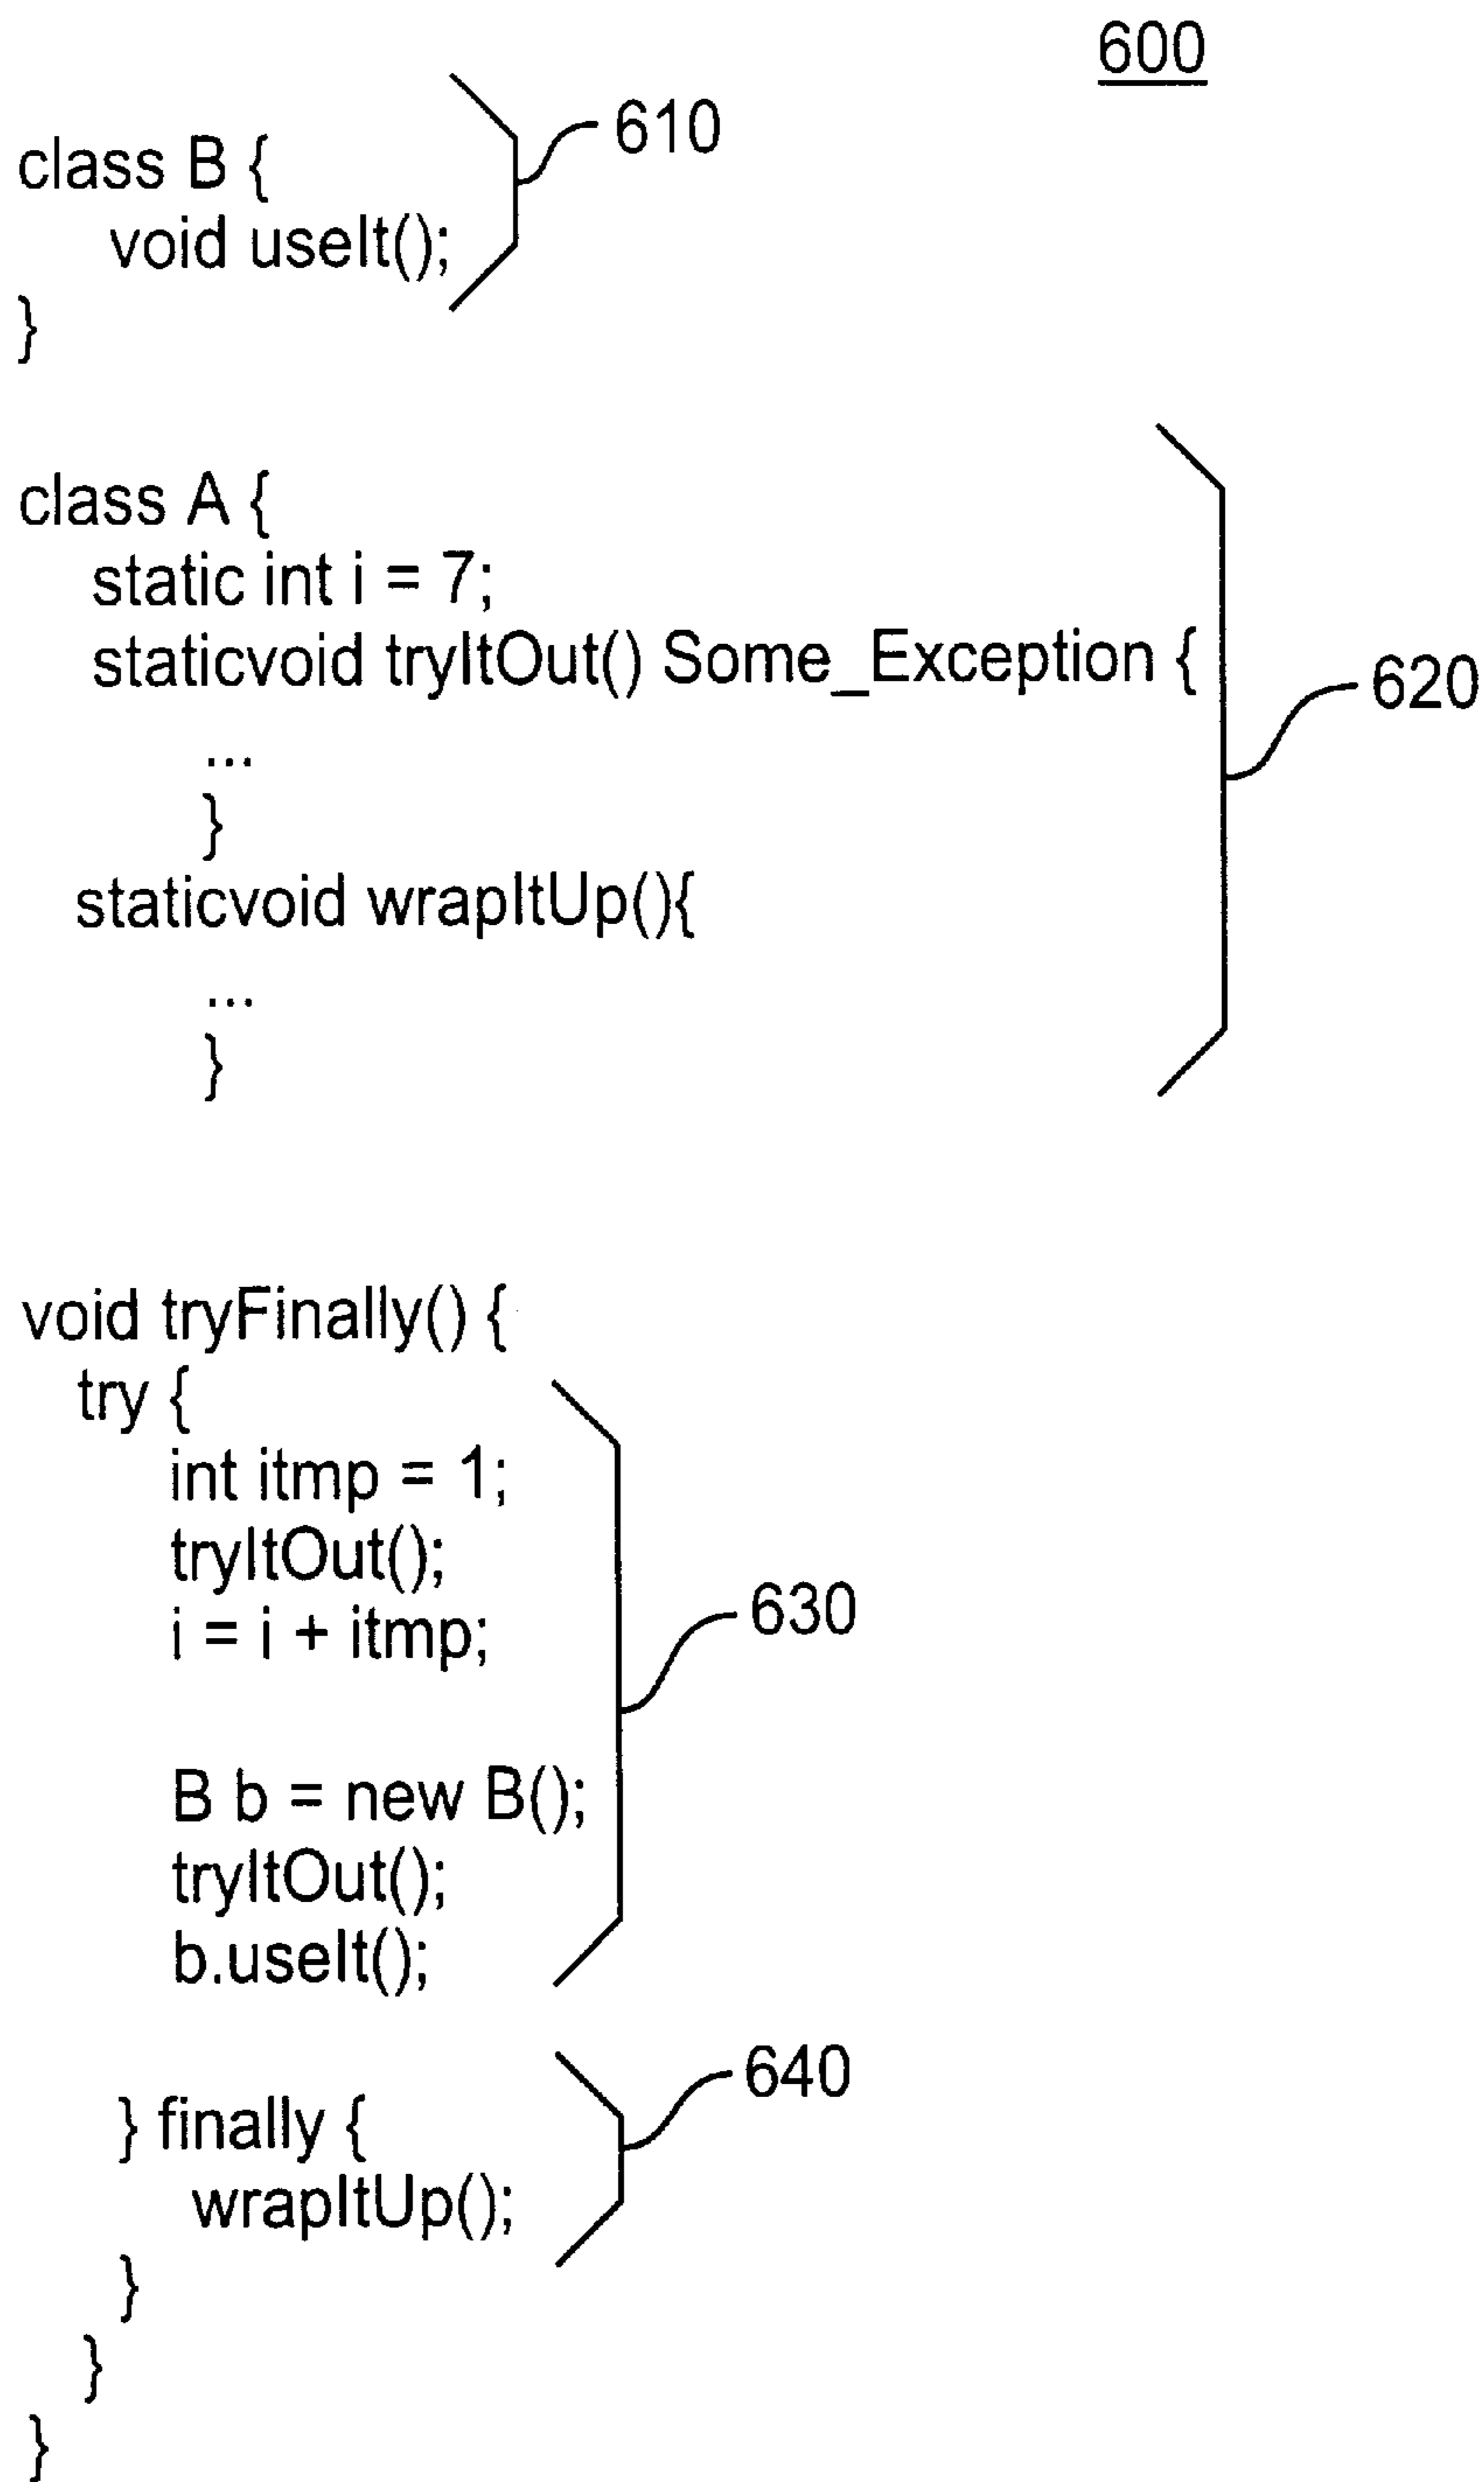 600
610
class B {
void useIt();
}
class A {
static int i = 7;
staticvoid tryItOut() Some_Exception {
620
...
}
staticvoid wrapItUp(){
...
}
void tryFinally() {
try {
int itmp = 1;
tryItOut();
i = i + itmp;
630
B b = new B();
tryItOut();
b.useIt();
640
} finally {
wrapItUp();
}
}
}